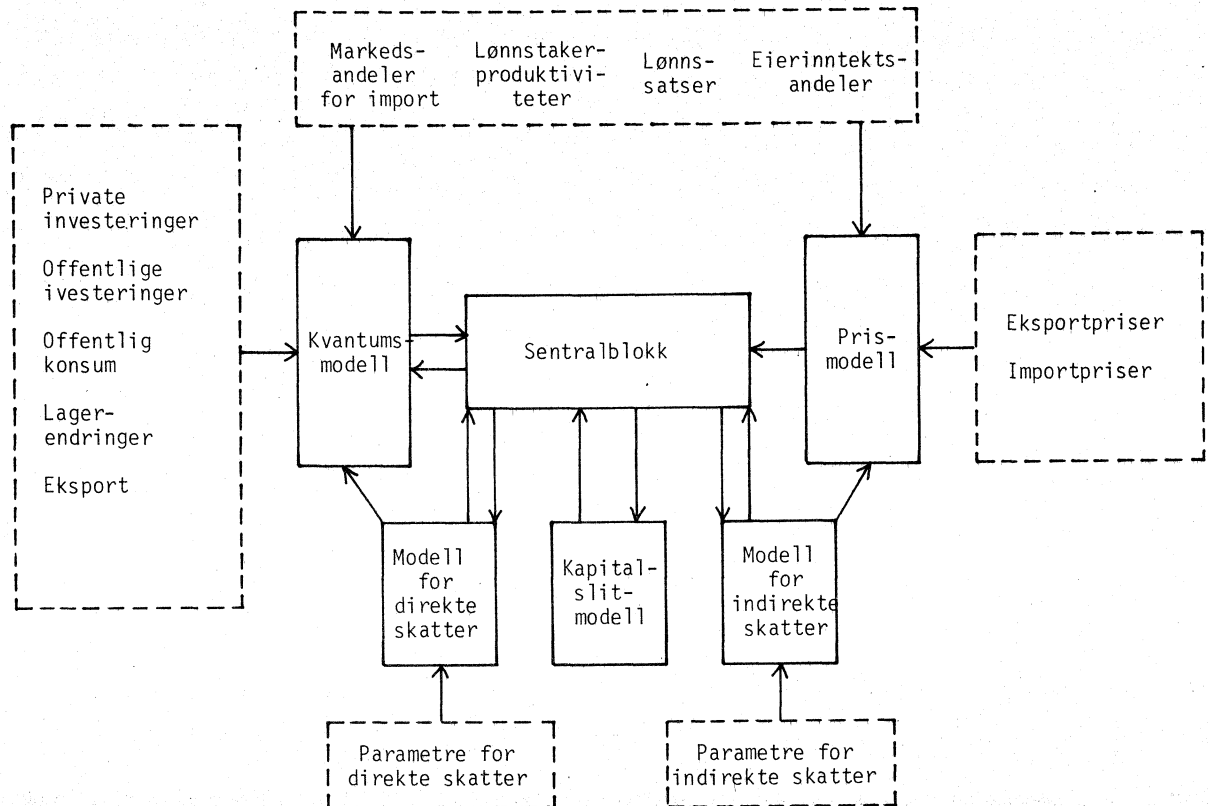 Markeds-
andeler
for import
Lønnstaker-
produktivi-
teter
Lønns-
satser
Eierinntekts-
andeler
Private
investeringer
Offentlige
ivesteringer
Offentlig
konsum
Lager-
endringer
Eksport
Kvantums-
modell
Sentralblokk
Pris-
modell
Eksportpriser
Importpriser
Modell
for
direkte
skatter
Kapital-
slit-
modell
Modell
for
indirekte
skatter
Parametre for
direkte skatter
Parametre for
indirekte skatter